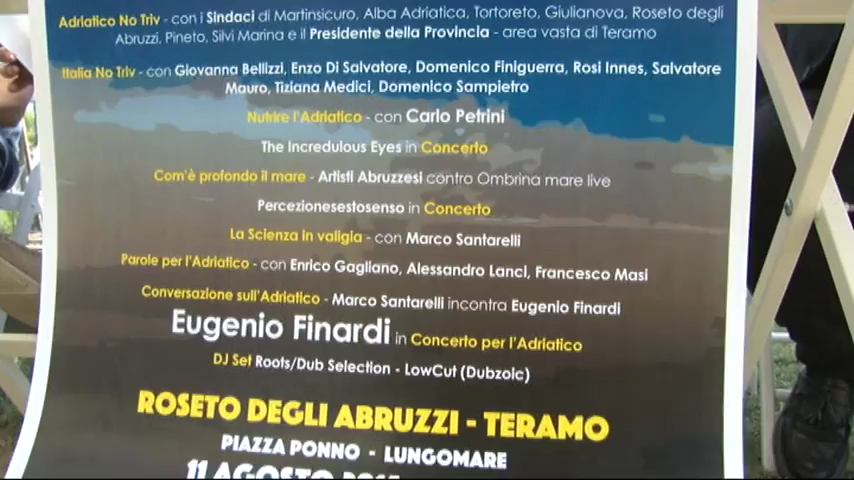 Adriatico No Triv - con i Sindaci di Martinsicuro, Alba Adriatica, Tortoreto, Giulianova, Roseto degli
Abruzzi, Pineto, Silvi Marina e il Presidente della Provincia - area vasta di Teramo
Italia No Triv - con Giovanna Bellizzi, Enzo Di Salvatore, Domenico Finiguerra, Rosi Innes, Salvatore
Mauro, Tiziana Medici, Domenico Sampietro
Nutrire l'Adriatico - con Carlo Petrini
The Incredulous Eyes in Concerto
Com'è profondo il mare - Artisti Abruzzesi contro Ombrina mare live
Percezionesestosenso in Concerto
La Scienza in valigia - con Marco Santarelli
Parole per l'Adriatico - con Enrico Gagliano, Alessandro Lanci, Francesco Masi
Conversazione sull'Adriatico - Marco Santarelli incontra Eugenio Finardi
Eugenio Finardi in Concerto per l'Adriatico
DJ Set Roots/Dub Selection - LowCut (Dubzoic)
ROSETO DEGLI ABRUZZI - TERAMO
PIAZZA PONNO - LUNGOMARE
11 AGOSTO